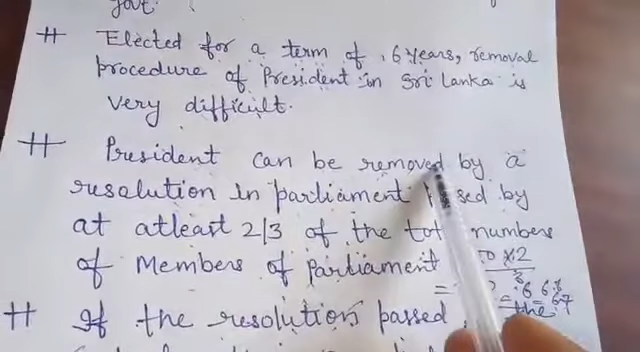 govt.
# Elected for a term of 6 years, removal
procedure of President in Sri Lanka is
very difficult.
# President can be removed by a
resolution in parliament by
at atleast 2/3 of the numbers
of Members of Parliament
# If the resolution passed the